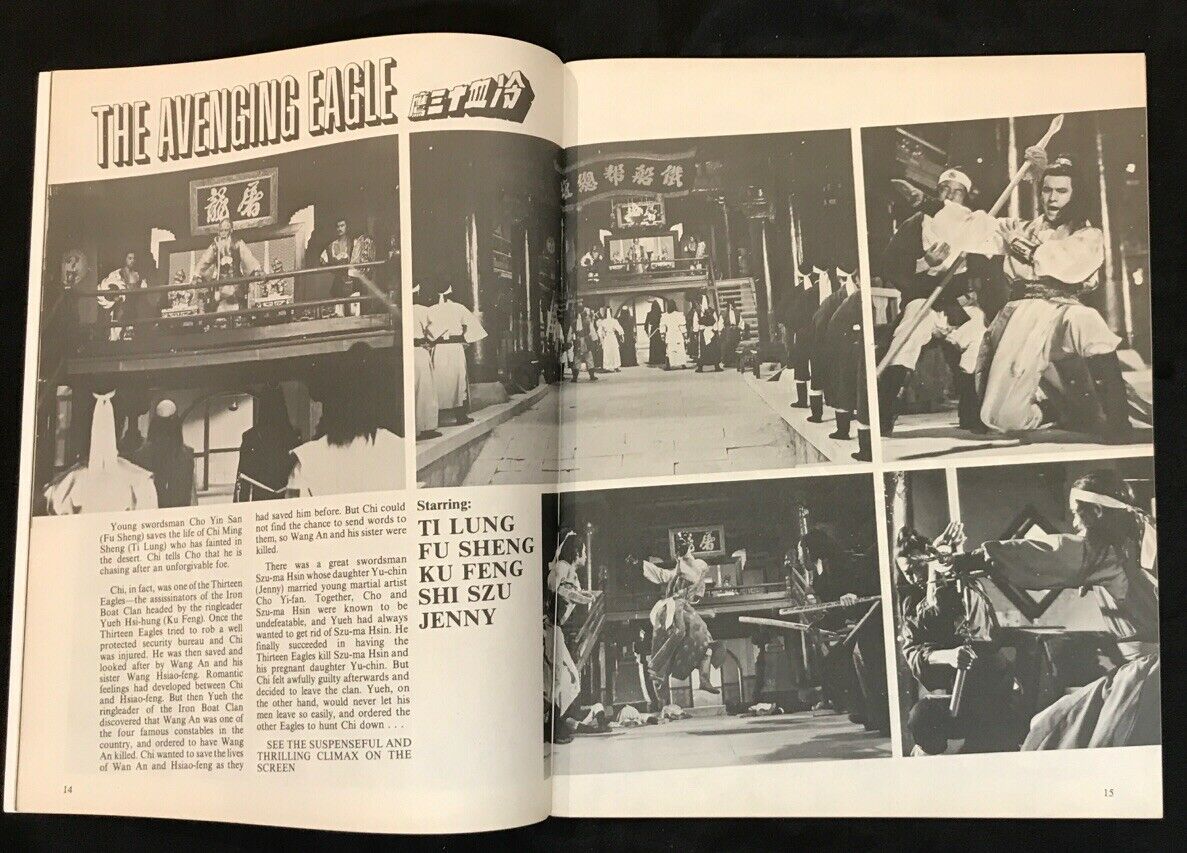 THE AVENGING EAGLE
冷血十三鷹
屠龍
鐵船幫總
屠龍
Young swordsman Cho Yin San
(Fu Sheng) saves the life of Chi Ming
Sheng (Ti Lung) who has fainted in
the desert. Chi tells Cho that he is
chasing after an unforgivable foe.
Chi, in fact, was one of the Thirteen
Eagles—the assassinators of the Iron
Boat Clan headed by the ringleader
Yueh Hsi-hung (Ku Feng). Once the
Thirteen Eagles tried to rob a well
protected security bureau and Chi
was injured. He was then saved and
looked after by Wang An and his
sister Wang Hsiao-feng. Romantic
feelings had developed between Chi
and Hsiao-feng. But then Yueh the
ringleader of the Iron Boat Clan
discovered that Wang An was one of
the four famous constables in the
country, and ordered to have Wang
An killed. Chi wanted to save the lives
of Wan An and Hsiao-feng as they
had saved him before. But Chi could
not find the chance to send words to
them, so Wang An and his sister were
killed.
There was a great swordsman
Szu-ma Hsin whose daughter Yu-chin
(Jenny) married young martial artist
Cho Yi-fan. Together, Cho and
Szu-ma Hsin were known to be
undefeatable, and Yueh had always
wanted to get rid of Szu-ma Hsin. He
finally succeeded in having the
Thirteen Eagles kill Szu-ma Hsin and
his pregnant daughter Yu-chin. But
Chi felt awfully guilty afterwards and
decided to leave the clan. Yueh, on
the other hand, would never let his
men leave so easily, and ordered the
other Eagles to hunt Chi down . . .
SEE THE SUSPENSEFUL AND
THRILLING CLIMAX ON THE
SCREEN
Starring:
TI LUNG
FU SHENG
KU FENG
SHI SZU
JENNY
14
15